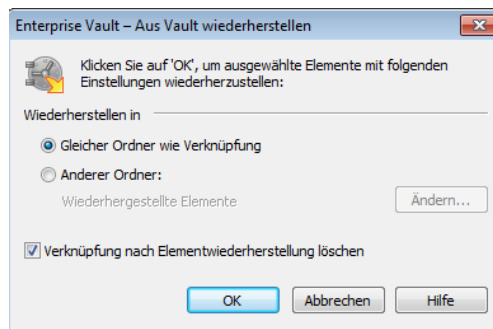 Enterprise Vault – Aus Vault wiederherstellen
Klicken Sie auf 'OK', um ausgewählte Elemente mit folgenden
Einstellungen wiederherzustellen:
Wiederherstellen in
Gleicher Ordner wie Verknüpfung
Anderer Ordner:
Wiederhergestellte Elemente Ändern...
Verknüpfung nach Elementwiederherstellung löschen
OK Abbrechen Hilfe